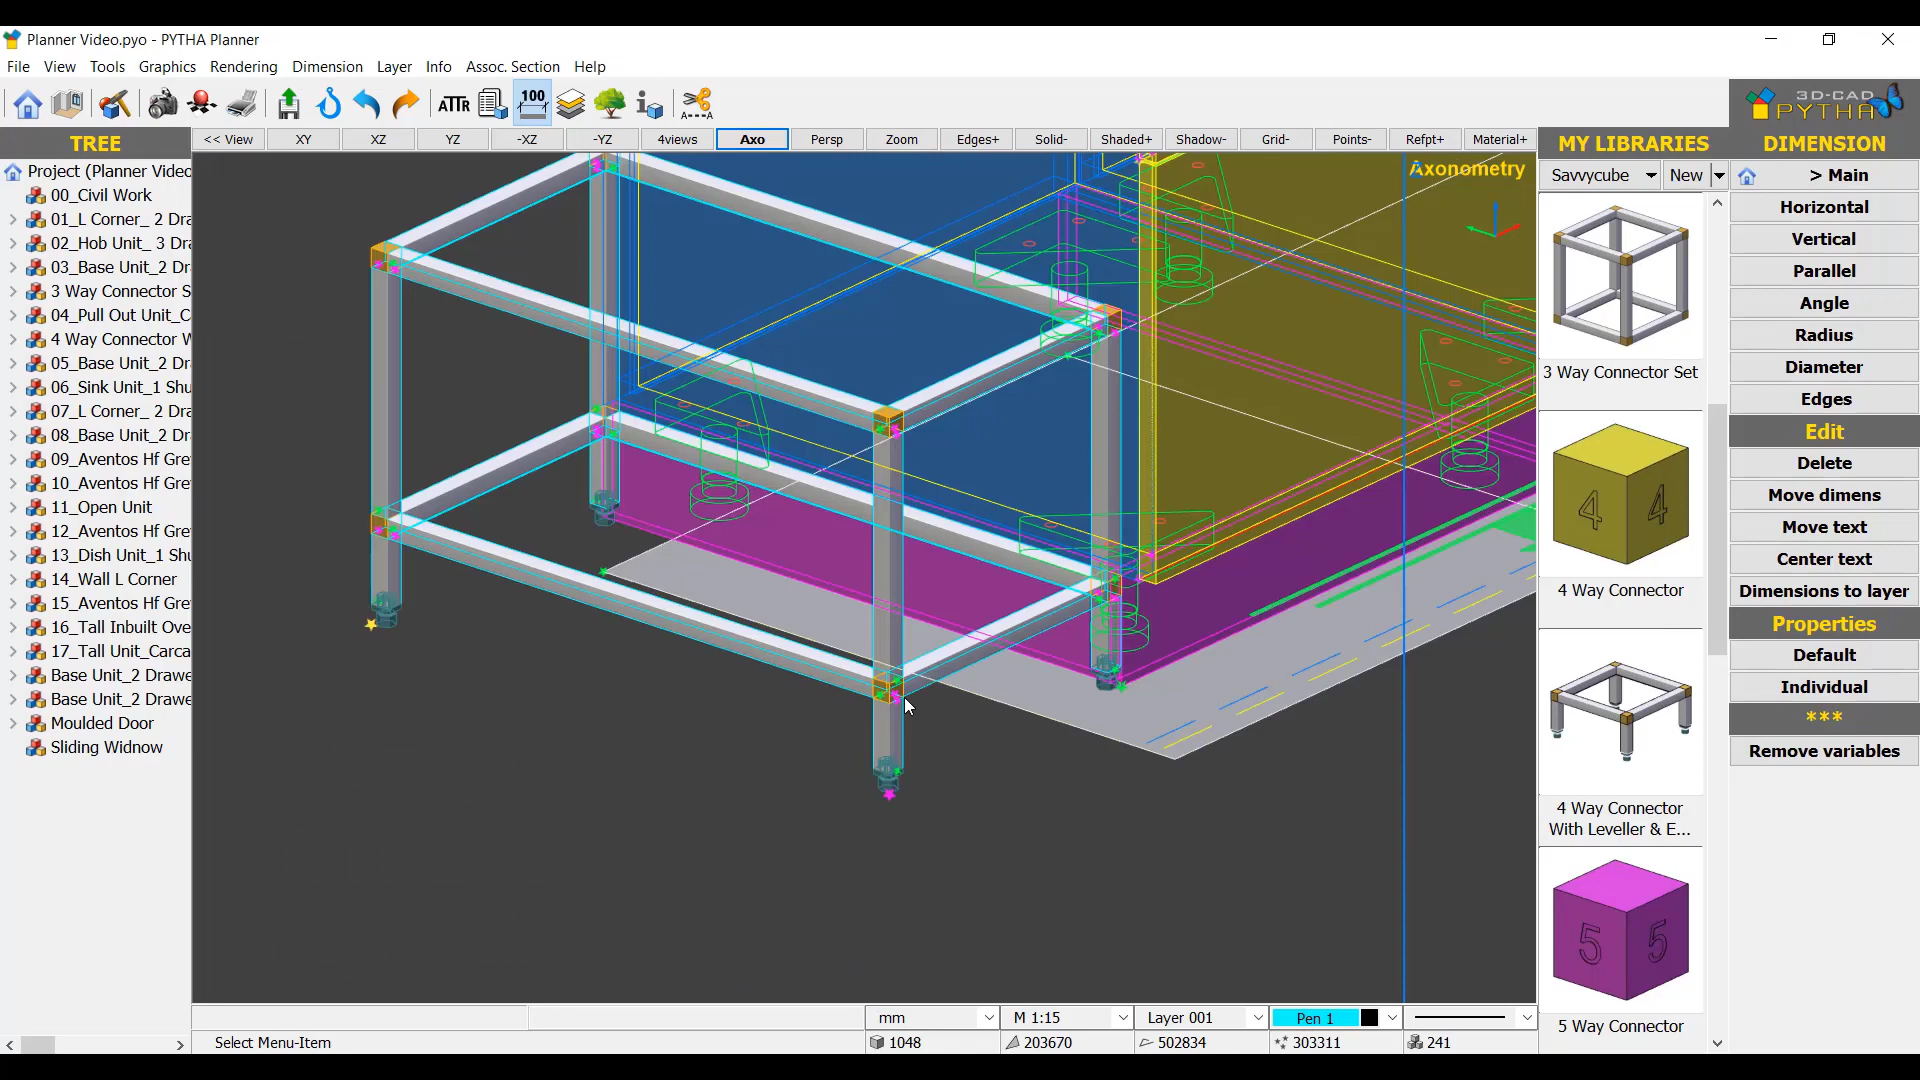 Planner Video.pyo - PYTHA Planner
File View Tools Graphics Rendering Dimension Layer Info Assoc. Section Help
ATTR 100
3D-CAD
PYTHA
TREE
<< View XY XZ YZ -XZ -YZ 4views Axo Persp Zoom Edges+ Solid- Shaded+ Shadow- Grid- Points- Refpt+ Material+
MY LIBRARIES
DIMENSION
Project (Planner Videc
00_Civil Work
01_L Corner_ 2 Dra
02_Hob Unit_ 3 Dra
03_Base Unit_2 Dr
3 Way Connector S
04_Pull Out Unit_C
4 Way Connector W
05_Base Unit_2 Dr
06_Sink Unit_1 Shu
07_L Corner_ 2 Dra
08_Base Unit_2 Dr
09_Aventos Hf Gre
10_Aventos Hf Gre
11_Open Unit
12_Aventos Hf Gre
13_Dish Unit_1 Shu
14_Wall L Corner
15_Aventos Hf Gre
16_Tall Inbuilt Ove
17_Tall Unit_Carca
Base Unit_2 Drawe
Base Unit_2 Drawe
Moulded Door
Sliding Widnow
Axonometry
Savvycube New
3 Way Connector Set
4 4
4 Way Connector
4 Way Connector
With Leveller & E...
5 5
5 Way Connector
> Main
Horizontal
Vertical
Parallel
Angle
Radius
Diameter
Edges
Edit
Delete
Move dimens
Move text
Center text
Dimensions to layer
Properties
Default
Individual
***
Remove variables
mm M 1:15 Layer 001 Pen 1
Select Menu-Item 1048 203670 502834 303311 241